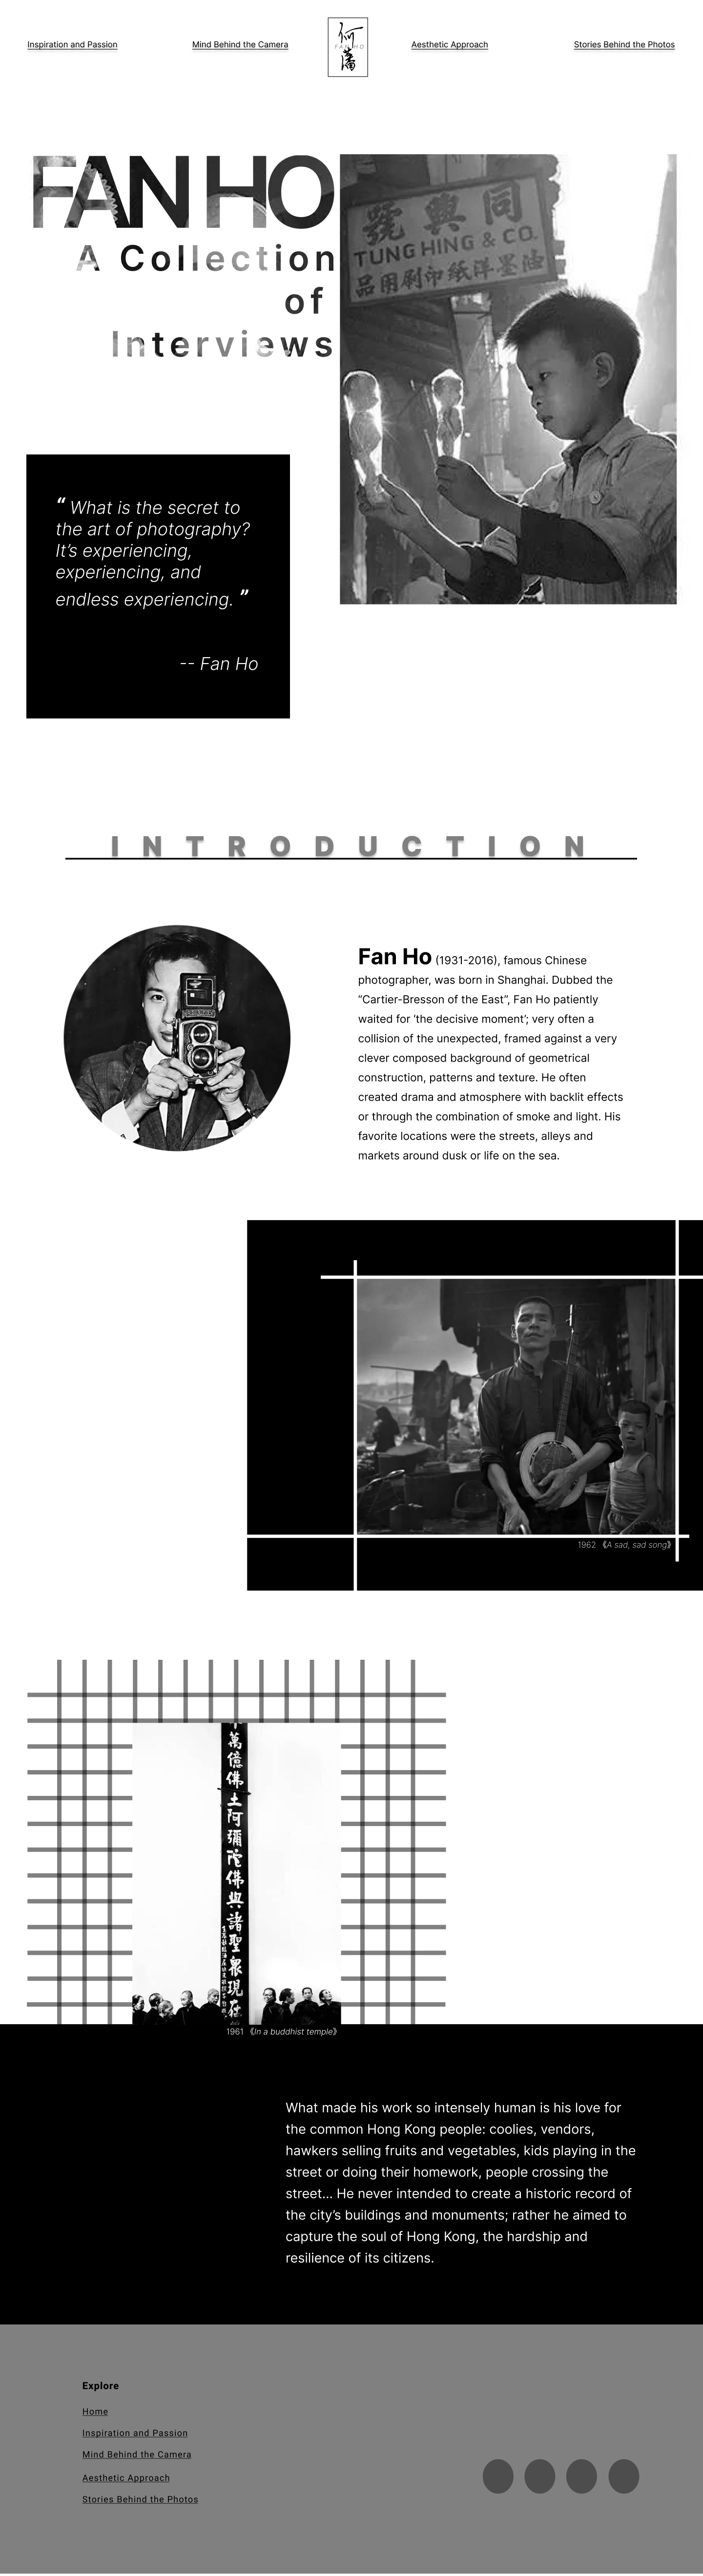 Inspiration and Passion
Mind Behind the Camera
何
FAN HO
藩
Aesthetic Approach
Stories Behind the Photos
FAN HO
A Collection
of
Interviews
號興同
TUNG HING & CO.
品用刷印紙洋墨油
“ What is the secret to
the art of photography?
It’s experiencing,
experiencing, and
endless experiencing. ”
-- Fan Ho
INTRODUCTION
Fan Ho (1931-2016), famous Chinese
photographer, was born in Shanghai. Dubbed the
“Cartier-Bresson of the East”, Fan Ho patiently
waited for ‘the decisive moment’; very often a
collision of the unexpected, framed against a very
clever composed background of geometrical
construction, patterns and texture. He often
created drama and atmosphere with backlit effects
or through the combination of smoke and light. His
favorite locations were the streets, alleys and
markets around dusk or life on the sea.
1962 《A sad, sad song》
萬億佛土阿彌陀佛與諸聖眾現在
1961 《In a buddhist temple》
What made his work so intensely human is his love for
the common Hong Kong people: coolies, vendors,
hawkers selling fruits and vegetables, kids playing in the
street or doing their homework, people crossing the
street... He never intended to create a historic record of
the city’s buildings and monuments; rather he aimed to
capture the soul of Hong Kong, the hardship and
resilience of its citizens.
Explore
Home
Inspiration and Passion
Mind Behind the Camera
Aesthetic Approach
Stories Behind the Photos